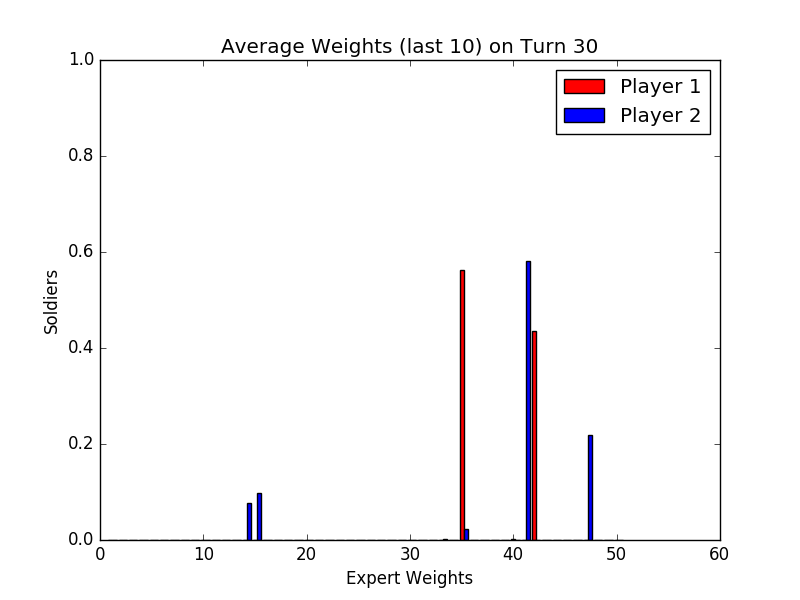 Average Weights (last 10) on Turn 30
1.0
0.8
0.6
0.4
0.2
0.0
Soldiers
Player 1
Player 2
0 10 20 30 40 50 60
Expert Weights